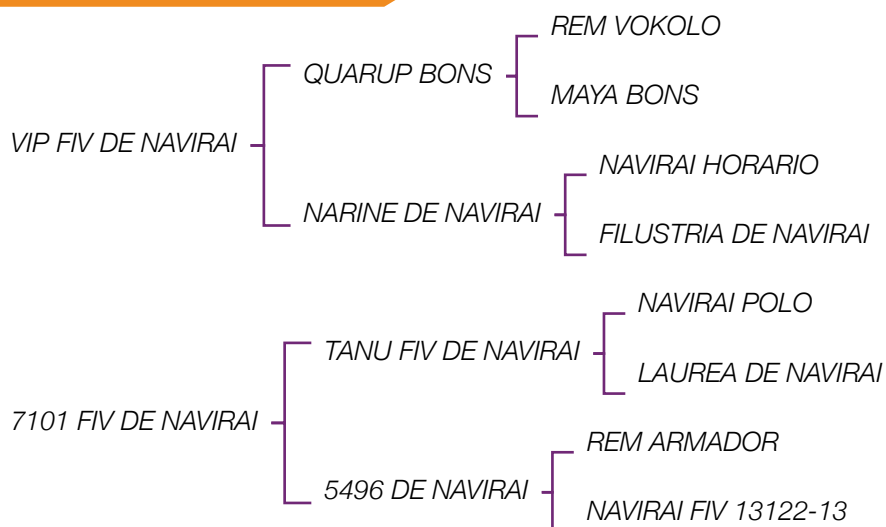 REM VOKOLO
QUARUP BONS
MAYA BONS
VIP FIV DE NAVIRAI
NAVIRAI HORARIO
NARINE DE NAVIRAI
FILUSTRIA DE NAVIRAI
NAVIRAI POLO
TANU FIV DE NAVIRAI
LAUREA DE NAVIRAI
7101 FIV DE NAVIRAI
REM ARMADOR
5496 DE NAVIRAI
NAVIRAI FIV 13122-13